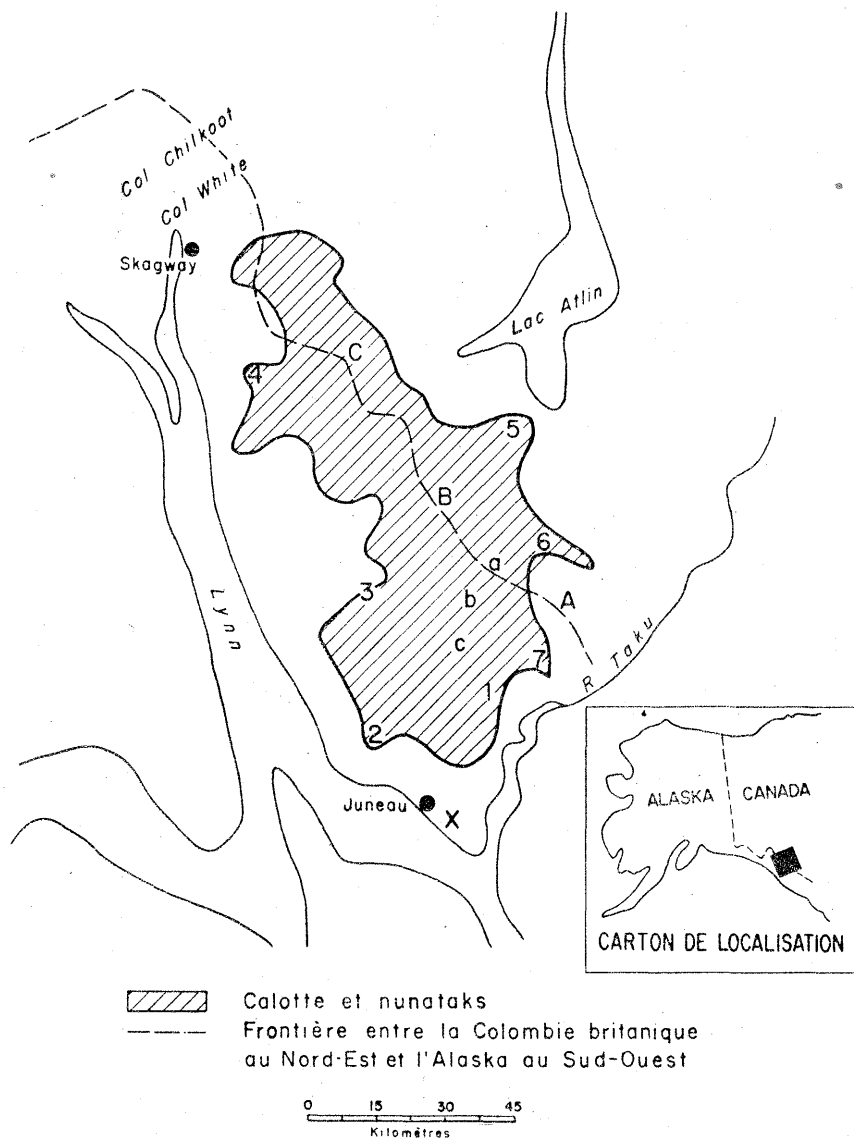 Col Chilkoot
Col White
Skagway
Lac Atlin
C
4
5
B
6
a
3
b
A
Lynn
c
7
R Taku
1
2
Juneau
X
ALASKA
CANADA
CARTON DE LOCALISATION
Calotte et nunataks
Frontière entre la Colombie britanique
au Nord-Est et l'Alaska au Sud-Ouest
0 15 30 45
Kilomètres